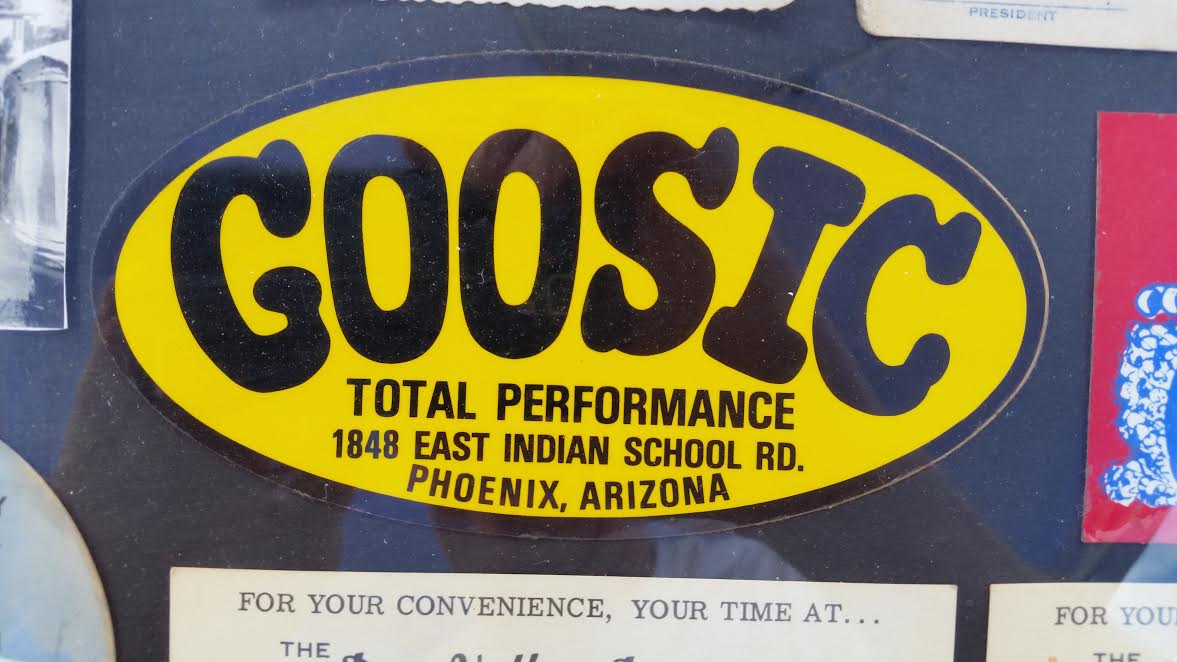 PRESIDENT
GOOSIC
TOTAL PERFORMANCE
1848 EAST INDIAN SCHOOL RD.
PHOENIX, ARIZONA
FOR YOUR CONVENIENCE, YOUR TIME AT...
THE
FOR YOU
THE